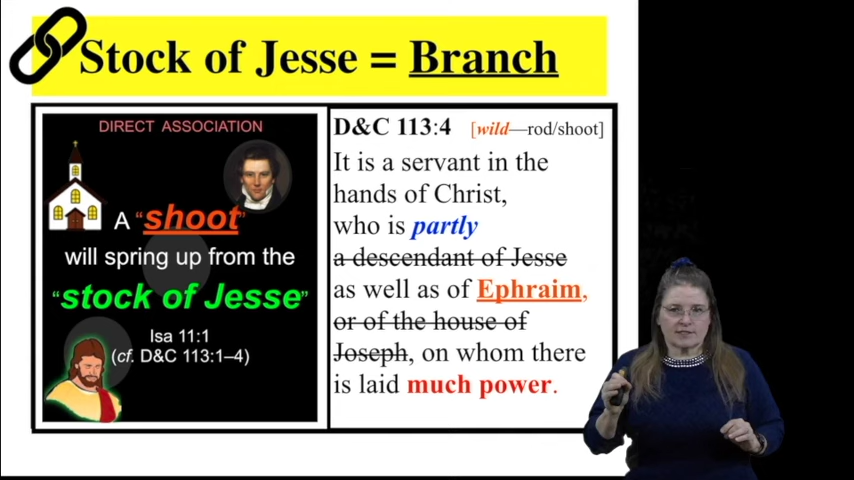 Stock of Jesse = Branch
DIRECT ASSOCIATION
A “shoot”
will spring up from the
“stock of Jesse”
Isa 11:1
(cf. D&C 113:1–4)
D&C 113:4 [wild—rod/shoot]
It is a servant in the
hands of Christ,
who is partly
a descendant of Jesse
as well as of Ephraim,
or of the house of
Joseph, on whom there
is laid much power.